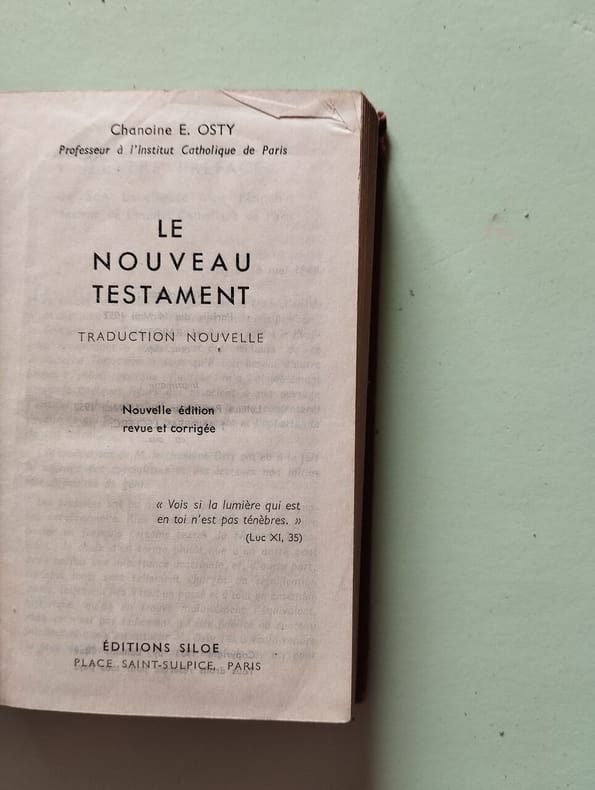 Chanoine E. OSTY
Professeur à l'Institut Catholique de Paris
LE
NOUVEAU
TESTAMENT
TRADUCTION NOUVELLE
Nouvelle édition
revue et corrigée
« Vois si la lumière qui est
en toi n'est pas ténèbres. »
(Luc XI, 35)
ÉDITIONS SILOE
PLACE SAINT-SULPICE, PARIS